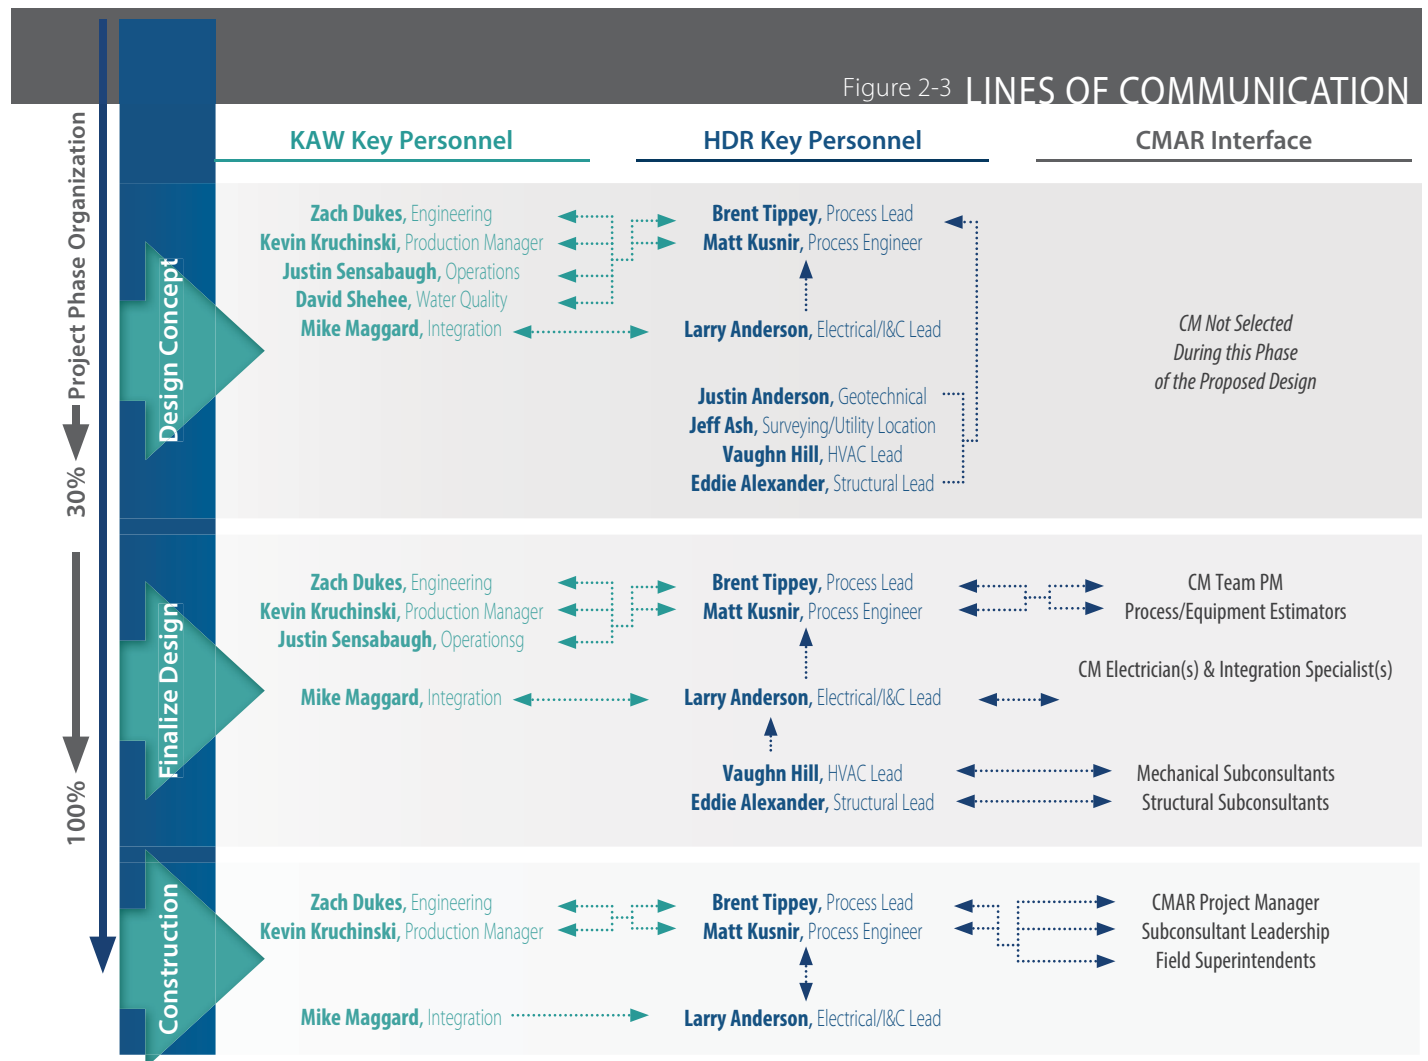 Figure 2-3 LINES OF COMMUNICATION
Project Phase Organization
30%
100%
KAW Key Personnel
HDR Key Personnel
CMAR Interface
Design Concept
Zach Dukes, Engineering
Kevin Kruchinski, Production Manager
Justin Sensabaugh, Operations
David Shehee, Water Quality
Mike Maggard, Integration
Brent Tippey, Process Lead
Matt Kusnir, Process Engineer
Larry Anderson, Electrical/I&C Lead
Justin Anderson, Geotechnical
Jeff Ash, Surveying/Utility Location
Vaughn Hill, HVAC Lead
Eddie Alexander, Structural Lead
CM Not Selected
During this Phase
of the Proposed Design
Finalize Design
Zach Dukes, Engineering
Kevin Kruchinski, Production Manager
Justin Sensabaugh, Operationsg
Mike Maggard, Integration
Brent Tippey, Process Lead
Matt Kusnir, Process Engineer
Larry Anderson, Electrical/I&C Lead
Vaughn Hill, HVAC Lead
Eddie Alexander, Structural Lead
CM Team PM
Process/Equipment Estimators
CM Electrician(s) & Integration Specialist(s)
Mechanical Subconsultants
Structural Subconsultants
Construction
Zach Dukes, Engineering
Kevin Kruchinski, Production Manager
Mike Maggard, Integration
Brent Tippey, Process Lead
Matt Kusnir, Process Engineer
Larry Anderson, Electrical/I&C Lead
CMAR Project Manager
Subconsultant Leadership
Field Superintendents